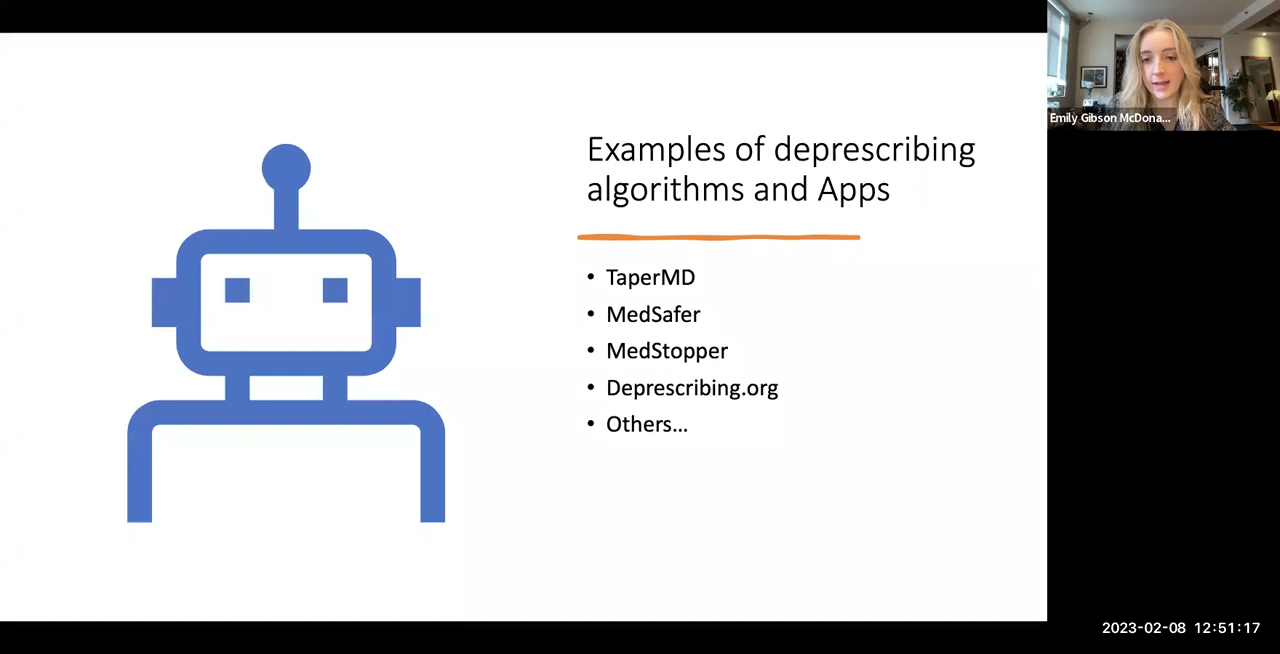 Examples of deprescribing
algorithms and Apps
• TaperMD
• MedSafer
• MedStopper
• Deprescribing.org
• Others...
Emily Gibson McDona...
2023-02-08 12:51:17